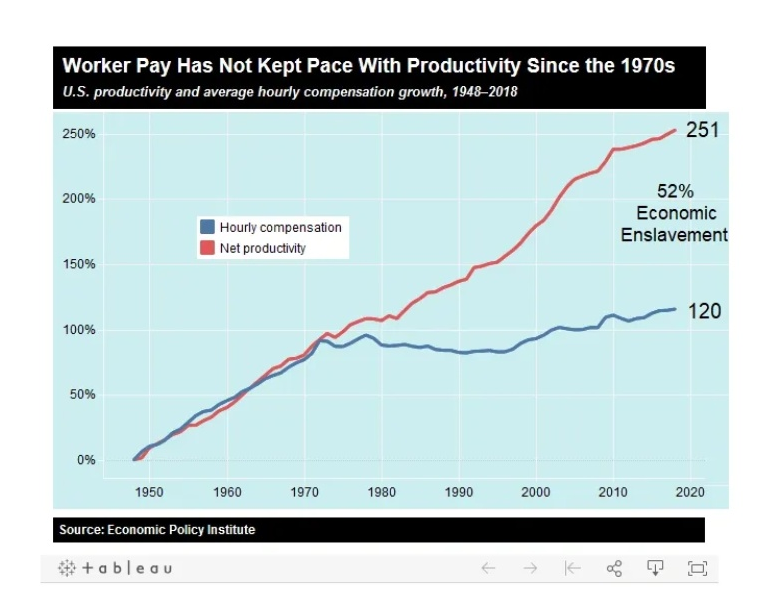 Worker Pay Has Not Kept Pace With Productivity Since the 1970s
U.S. productivity and average hourly compensation growth, 1948–2018
250%
251
200%
52%
Economic
Enslavement
Hourly compensation
Net productivity
150%
100%
120
50%
0%
1950 1960 1970 1980 1990 2000 2010 2020
Source: Economic Policy Institute
+ a b l e a u